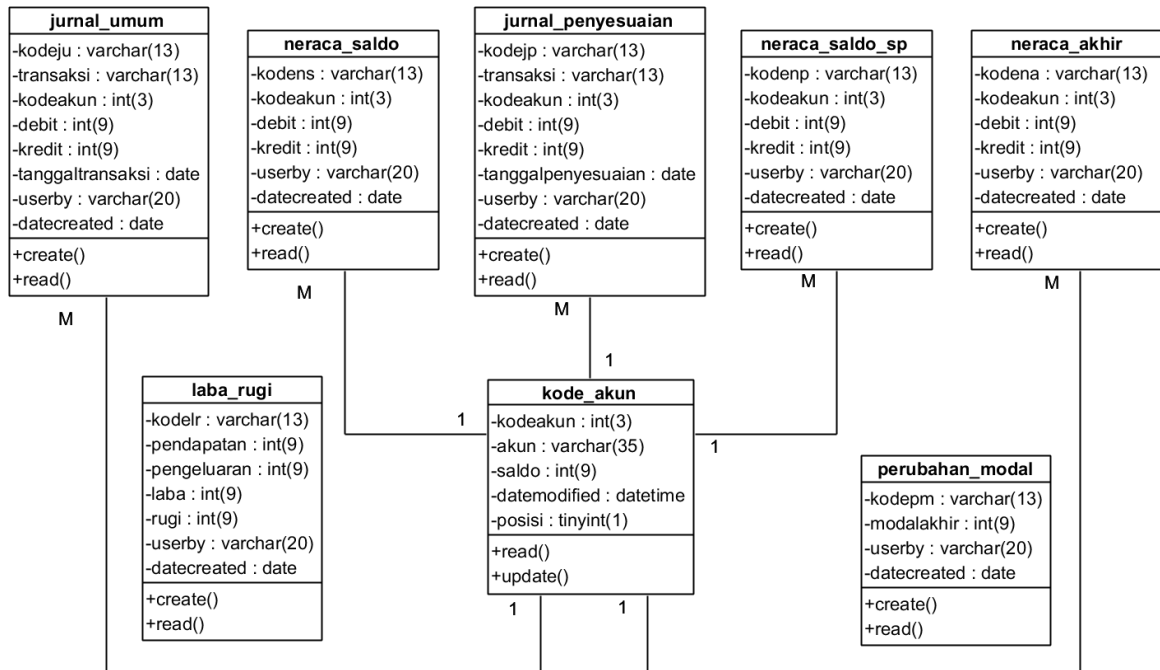 jurnal_umum
-kodeju : varchar(13)
-transaksi : varchar(13)
-kodeakun : int(3)
-debit : int(9)
-kredit : int(9)
-tanggaltransaksi : date
-userby : varchar(20)
-datecreated : date
+create()
+read()
M
neraca_saldo
-kodens : varchar(13)
-kodeakun : int(3)
-debit : int(9)
-kredit : int(9)
-userby : varchar(20)
-datecreated : date
+create()
+read()
M
jurnal_penyesuaian
-kodejp : varchar(13)
-transaksi : varchar(13)
-kodeakun : int(3)
-debit : int(9)
-kredit : int(9)
-tanggalpenyesuaian : date
-userby : varchar(20)
-datecreated : date
+create()
+read()
M
neraca_saldo_sp
-kodenp : varchar(13)
-kodeakun : int(3)
-debit : int(9)
-kredit : int(9)
-userby : varchar(20)
-datecreated : date
+create()
+read()
M
neraca_akhir
-kodena : varchar(13)
-kodeakun : int(3)
-debit : int(9)
-kredit : int(9)
-userby : varchar(20)
-datecreated : date
+create()
+read()
M
laba_rugi
-kodelr : varchar(13)
-pendapatan : int(9)
-pengeluaran : int(9)
-laba : int(9)
-rugi : int(9)
-userby : varchar(20)
-datecreated : date
+create()
+read()
1
1
kode_akun
-kodeakun : int(3)
-akun : varchar(35)
-saldo : int(9)
-datemodified : datetime
-posisi : tinyint(1)
+read()
+update()
1
1
1
perubahan_modal
-kodepm : varchar(13)
-modalakhir : int(9)
-userby : varchar(20)
-datecreated : date
+create()
+read()